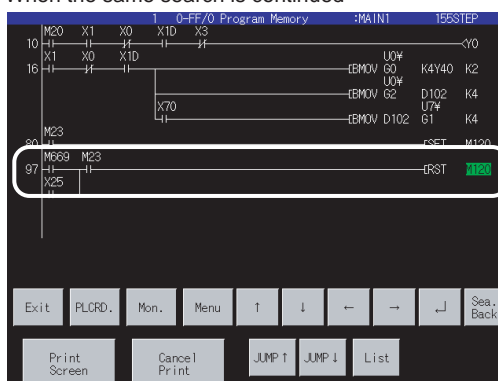 When the same search is continued
1 0-FF/0 Program Memory :MAIN1 155STEP
M20 X1 X0 X1D X3
10 <Y0
X1 X0 X1D U0¥
16 [BMOV G0 K4Y40 K2
U0¥
[BMOV G2 D102 K4
X70 U7¥
[BMOV D102 G1 K4
M23
80 [SET M120
M669 M23
97 [RST M120
X25
Exit PLCRD. Mon. Menu ↑ ↓ ← → ↵ Sea. Back
Print Screen Cancel Print JUMP↑ JUMP↓ List